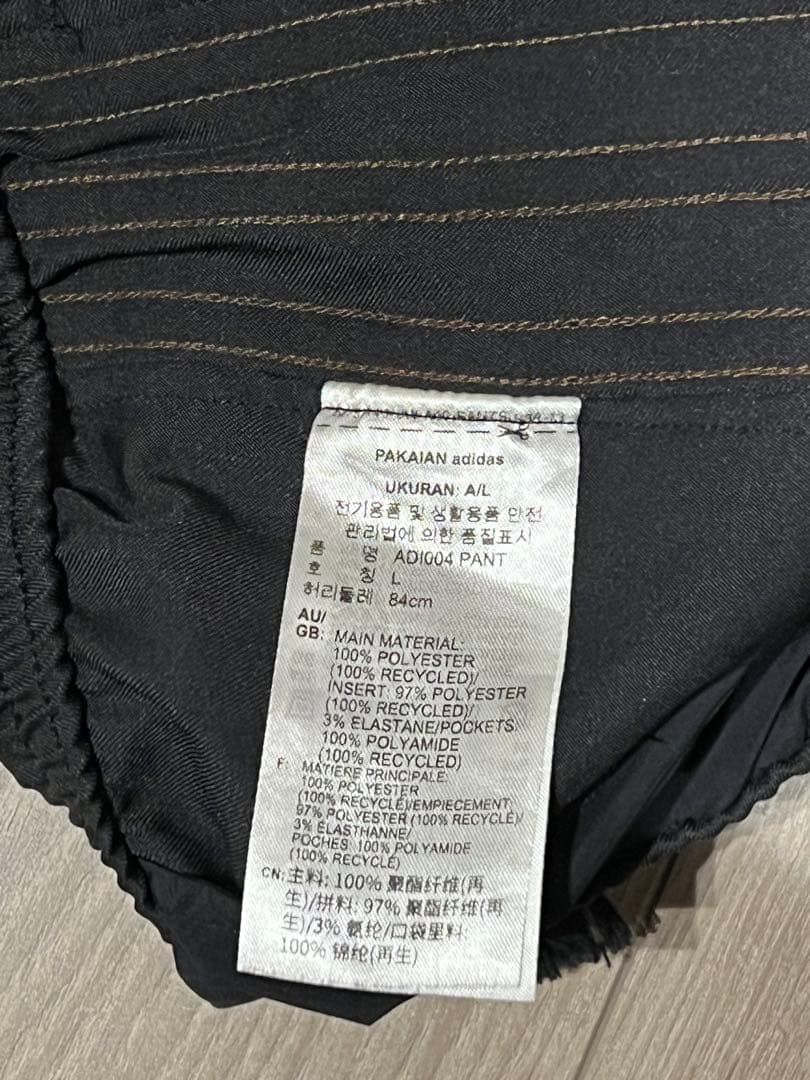 PAKAIAN adidas
UKURAN: A/L
전기용품 및 생활용품 안전
관리법에 의한 품질표시
품 명 ADI004 PANT
호 칭 L
허리둘레 84cm
AU/
GB: MAIN MATERIAL:
100% POLYESTER
(100% RECYCLED)/
INSERT: 97% POLYESTER
(100% RECYCLED)/
3% ELASTANE/POCKETS:
100% POLYAMIDE
(100% RECYCLED)
F: MATIÈRE PRINCIPALE:
100% POLYESTER
(100% RECYCLÉ)/EMPIECEMENT:
97% POLYESTER (100% RECYCLÉ)/
3% ÉLASTHANNE/
POCHES: 100% POLYAMIDE
(100% RECYCLÉ)
CN: 主料: 100% 聚酯纤维(再
生)/拼料: 97% 聚酯纤维(再
生)/3% 氨纶/口袋里料:
100% 锦纶(再生)